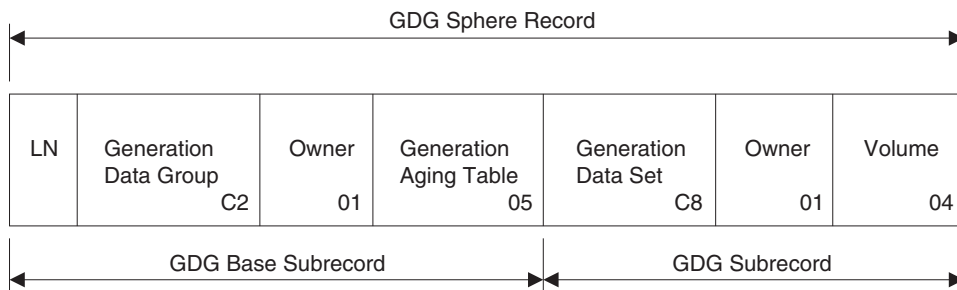 GDG Sphere Record
LN
Generation
Data Group
C2
Owner
01
Generation
Aging Table
05
Generation
Data Set
C8
Owner
01
Volume
04
GDG Base Subrecord
GDG Subrecord